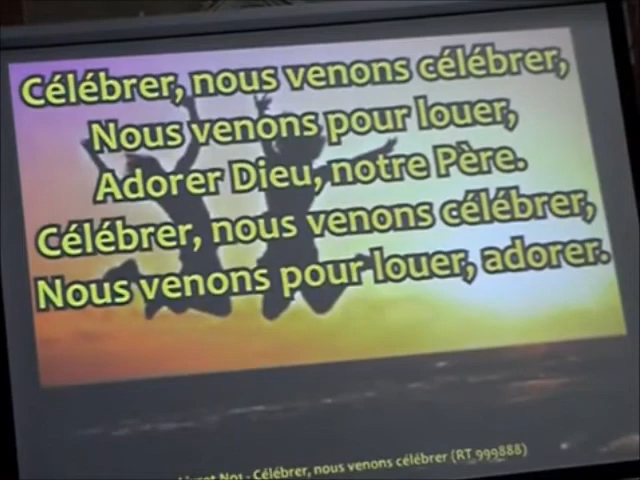 Célébrer, nous venons célébrer,
Nous venons pour louer,
Adorer Dieu, notre Père.
Célébrer, nous venons célébrer,
Nous venons pour louer, adorer.
- Célébrer, nous venons célébrer (RT 999888)